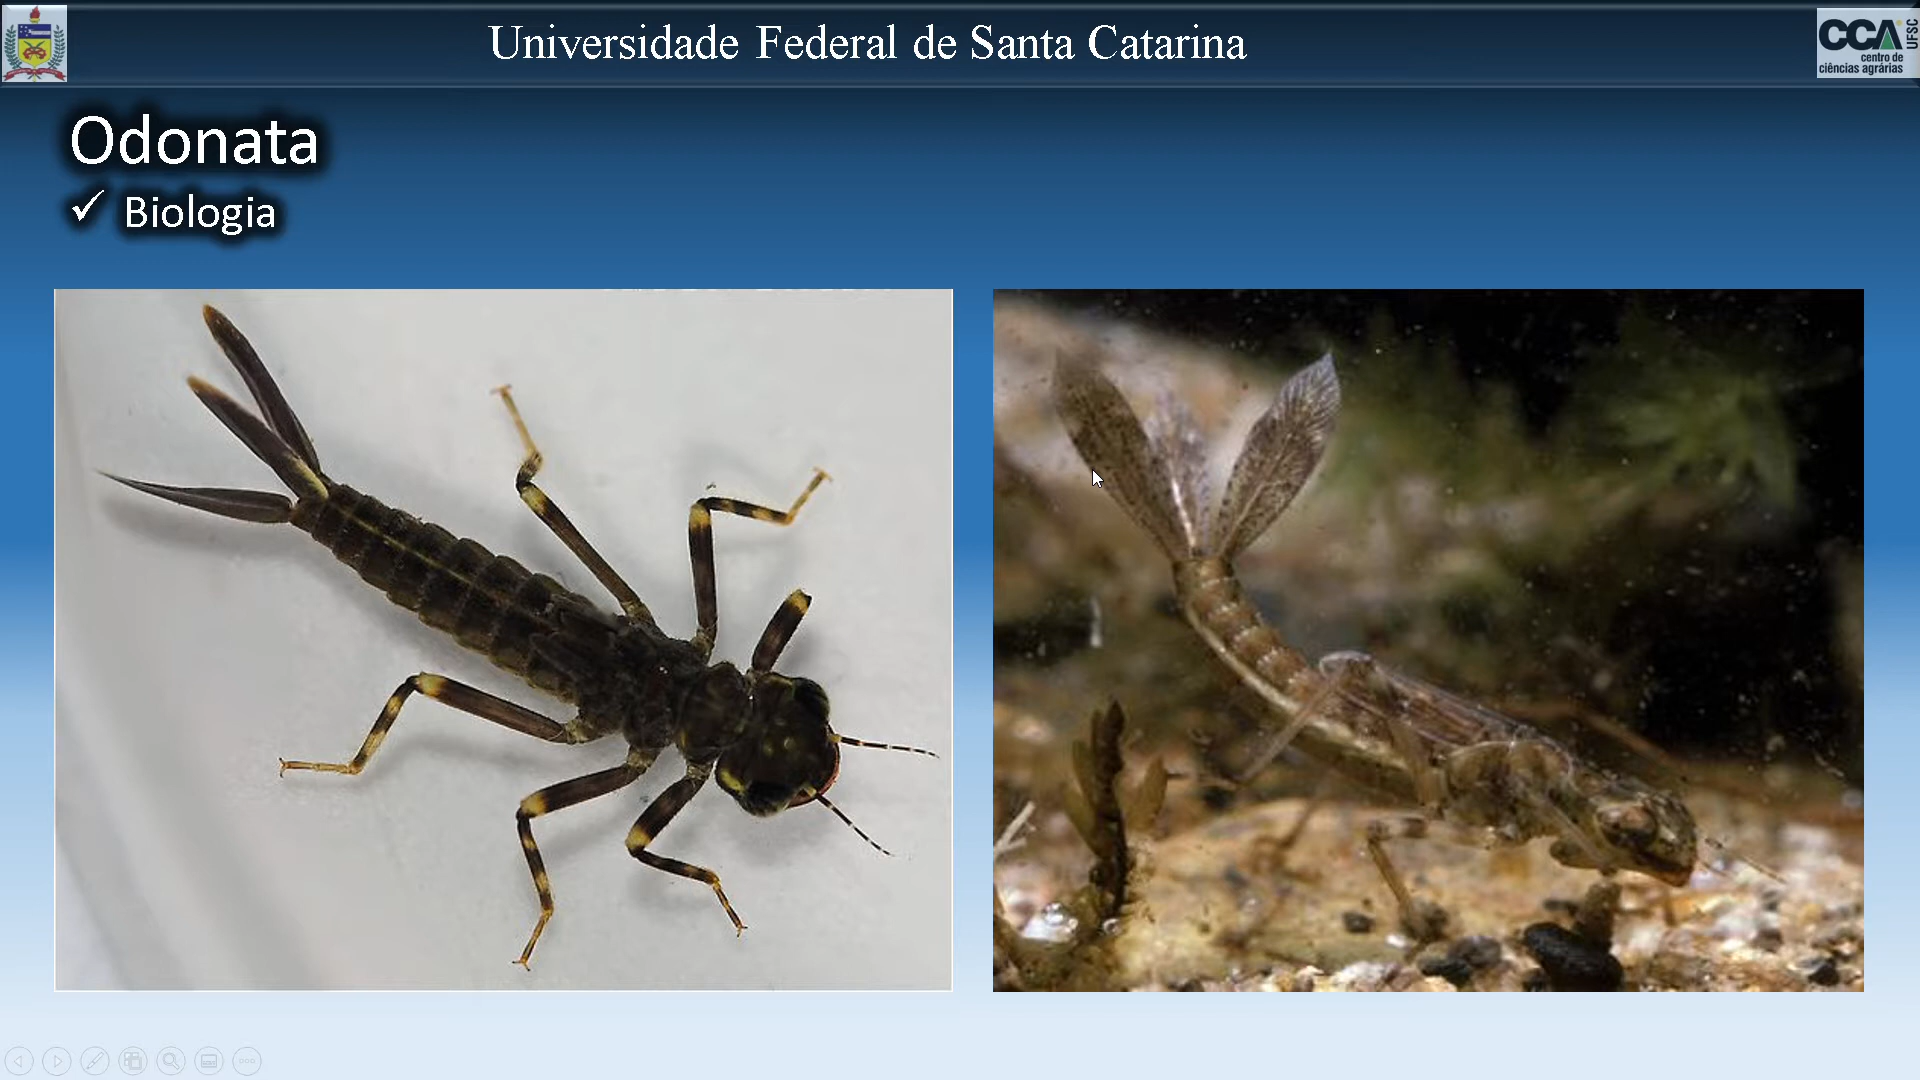 Universidade Federal de Santa Catarina
CCA UFSC
centro de
ciências agrárias
Odonata
✓ Biologia